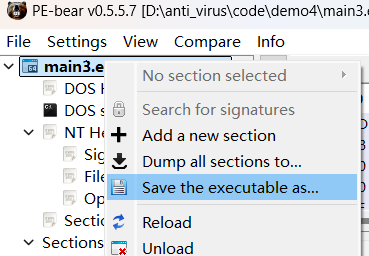 PE-bear v0.5.5.7 [D:\anti_virus\code\demo4\main3.e
File Settings View Compare Info
main3.e
No section selected
DOS H
Search for signatures
DOS s
Add a new section
NT He
Dump all sections to...
Sig
Save the executable as...
File
Op
Reload
Sectio
Unload
Sections